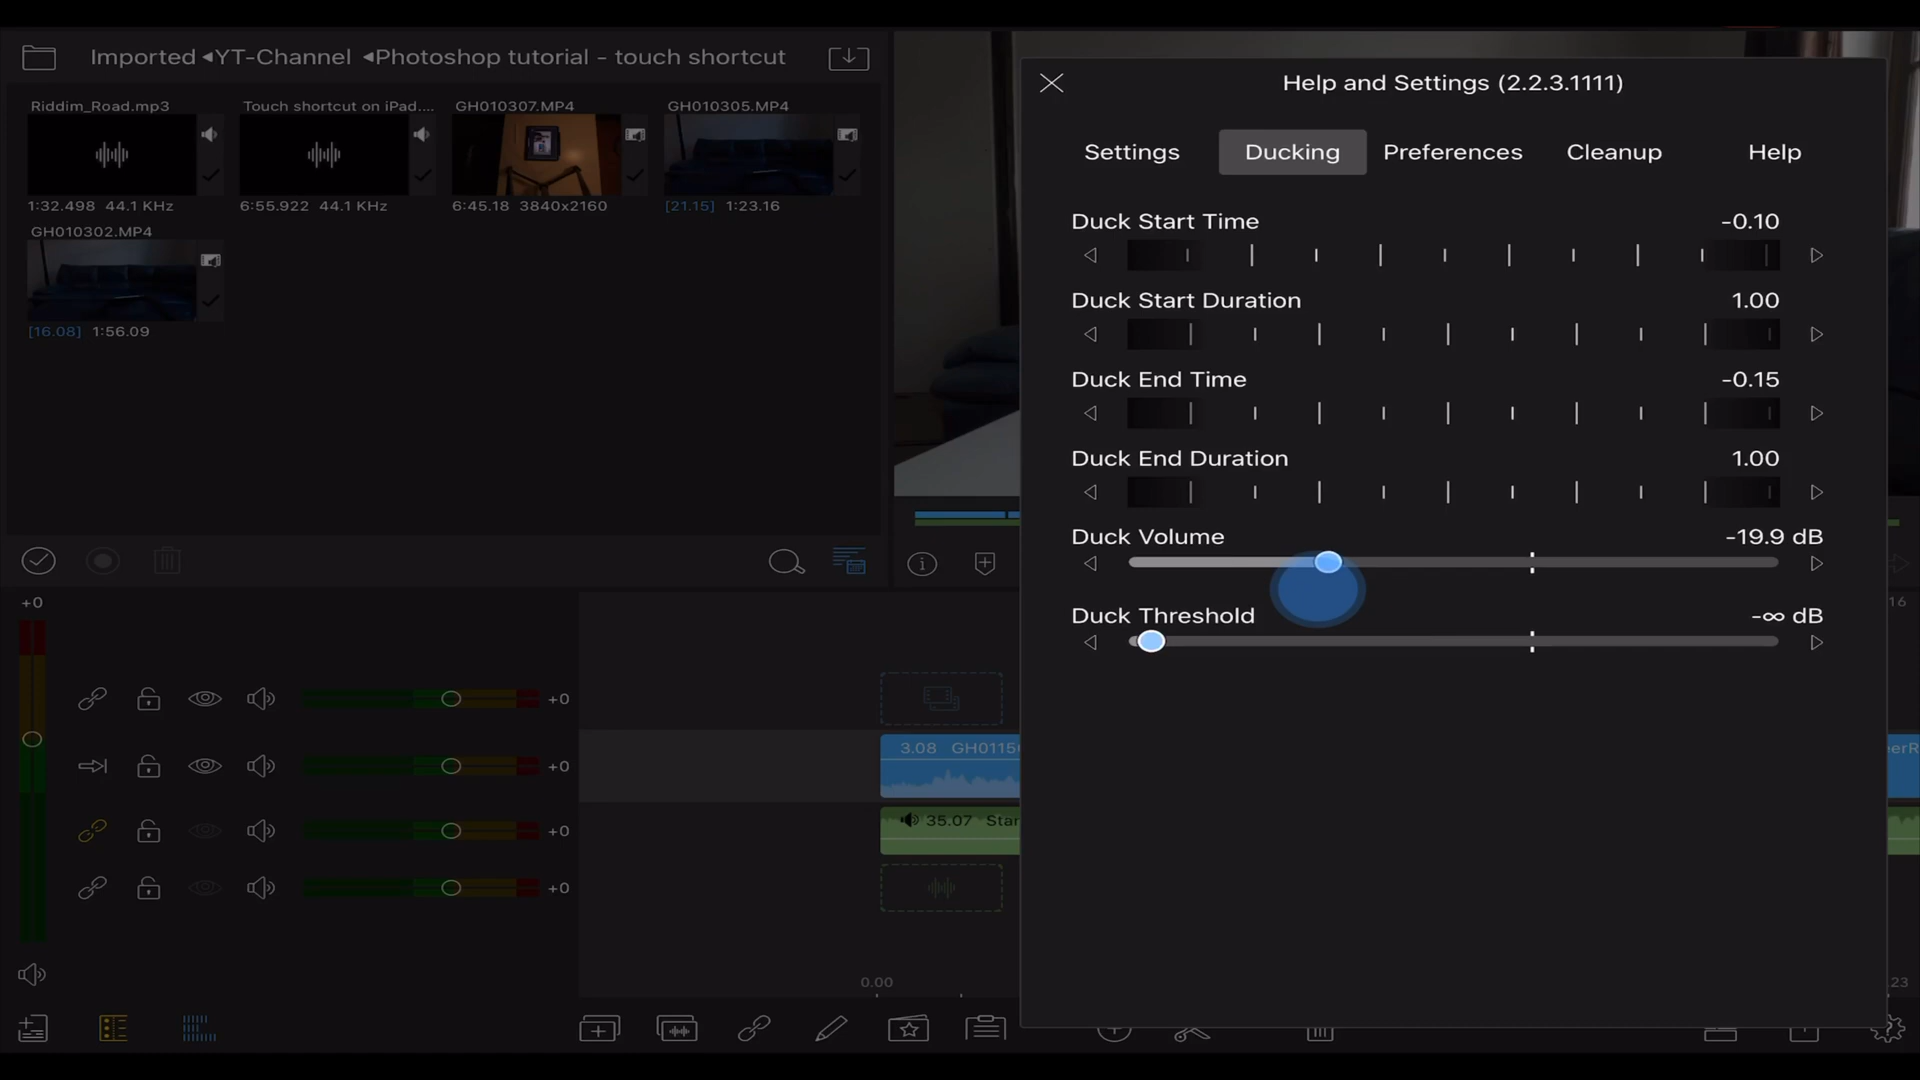 Imported ◂YT-Channel ◂Photoshop tutorial - touch shortcut
Riddim_Road.mp3
1:32.498 44.1 KHz
Touch shortcut on iPad....
6:55.922 44.1 KHz
GH010307.MP4
6:45.18 3840x2160
GH010305.MP4
[21.15] 1:23.16
GH010302.MP4
[16.08] 1:56.09
Help and Settings (2.2.3.1111)
Settings Ducking Preferences Cleanup Help
Duck Start Time -0.10
Duck Start Duration 1.00
Duck End Time -0.15
Duck End Duration 1.00
Duck Volume -19.9 dB
Duck Threshold -∞ dB
+0
+0
+0
+0
+0
16
3.08 GH0115
eerR
35.07 Star
0.00
23